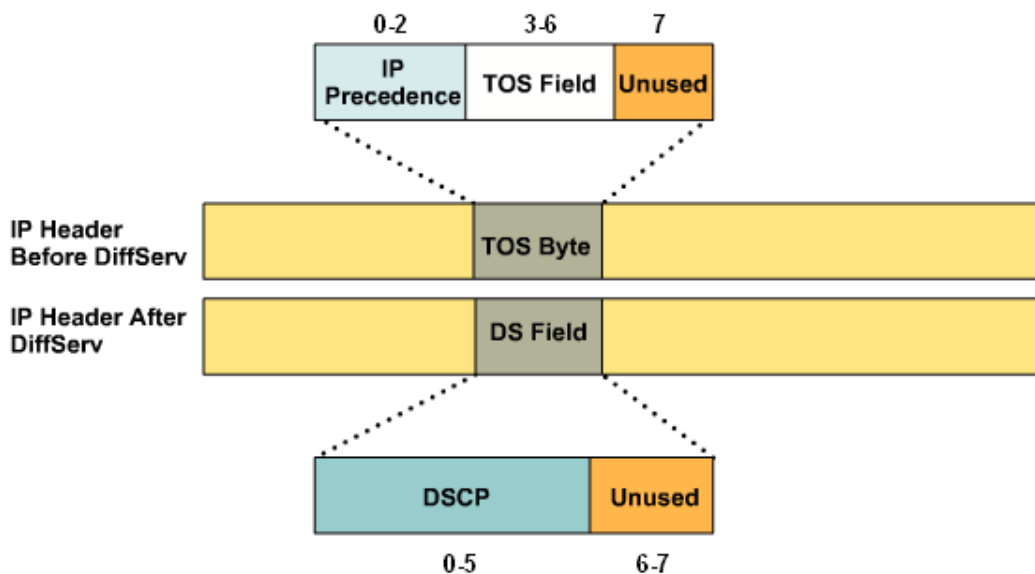 0-2 3-6 7
IP
Precedence
TOS Field
Unused
IP Header
Before DiffServ
TOS Byte
IP Header After
DiffServ
DS Field
DSCP
Unused
0-5 6-7